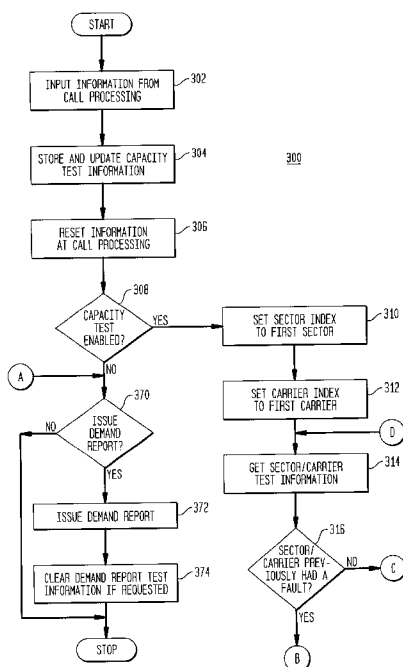 START
INPUT INFORMATION FROM
CALL PROCESSING
302
STORE AND UPDATE CAPACITY
TEST INFORMATION
304
300
RESET INFORMATION
AT CALL PROCESSING
306
CAPACITY
TEST
ENABLED?
308
YES
NO
SET SECTOR INDEX
TO FIRST SECTOR
310
A
SET CARRIER INDEX
TO FIRST CARRIER
312
D
ISSUE
DEMAND
REPORT?
370
NO
YES
GET SECTOR/CARRIER
TEST INFORMATION
314
ISSUE DEMAND REPORT
372
SECTOR/
CARRIER PREV-
IOUSLY HAD A
FAULT?
316
NO
C
YES
CLEAR DEMAND REPORT TEST
INFORMATION IF REQUESTED
374
STOP
B